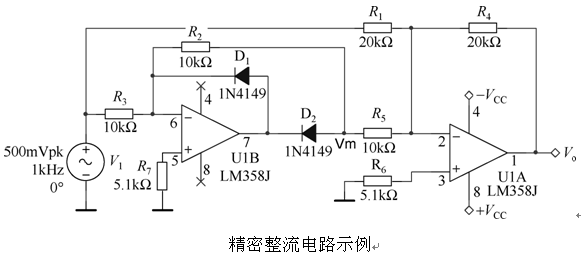 R1
20kΩ
R4
20kΩ
R2
10kΩ
D1
1N4149
4
−VCC
4
R3
10kΩ
6
−
+
5
7
D2
1N4149
Vm
R5
10kΩ
2
−
+
3
1
Vo
500mVpk
1kHz
0°
+
−
V1
R7
5.1kΩ
8
U1B
LM358J
R6
5.1kΩ
U1A
LM358J
8
+VCC
精密整流电路示例